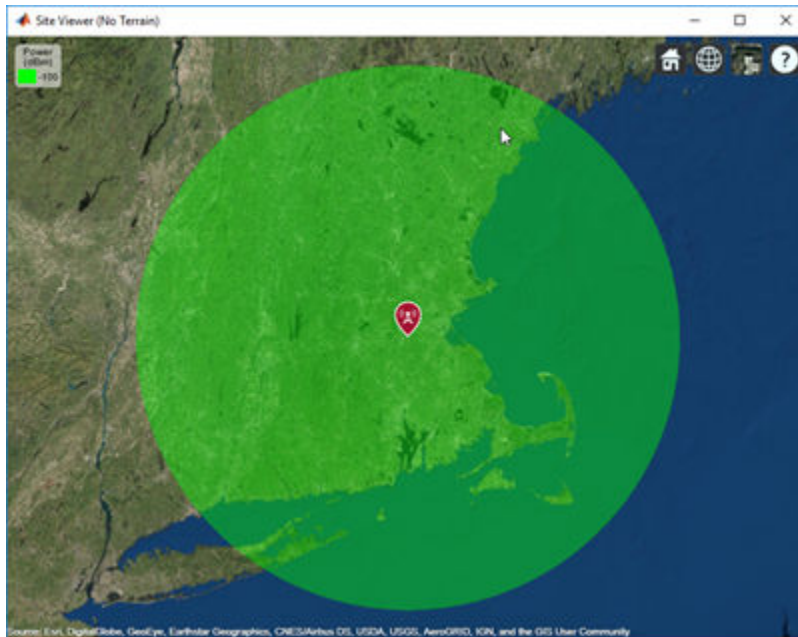 Site Viewer (No Terrain)
Power
(dBm)
-100
?
Source: Esri, DigitalGlobe, GeoEye, Earthstar Geographics, CNES/Airbus DS, USDA, USGS, AeroGRID, IGN, and the GIS User Community